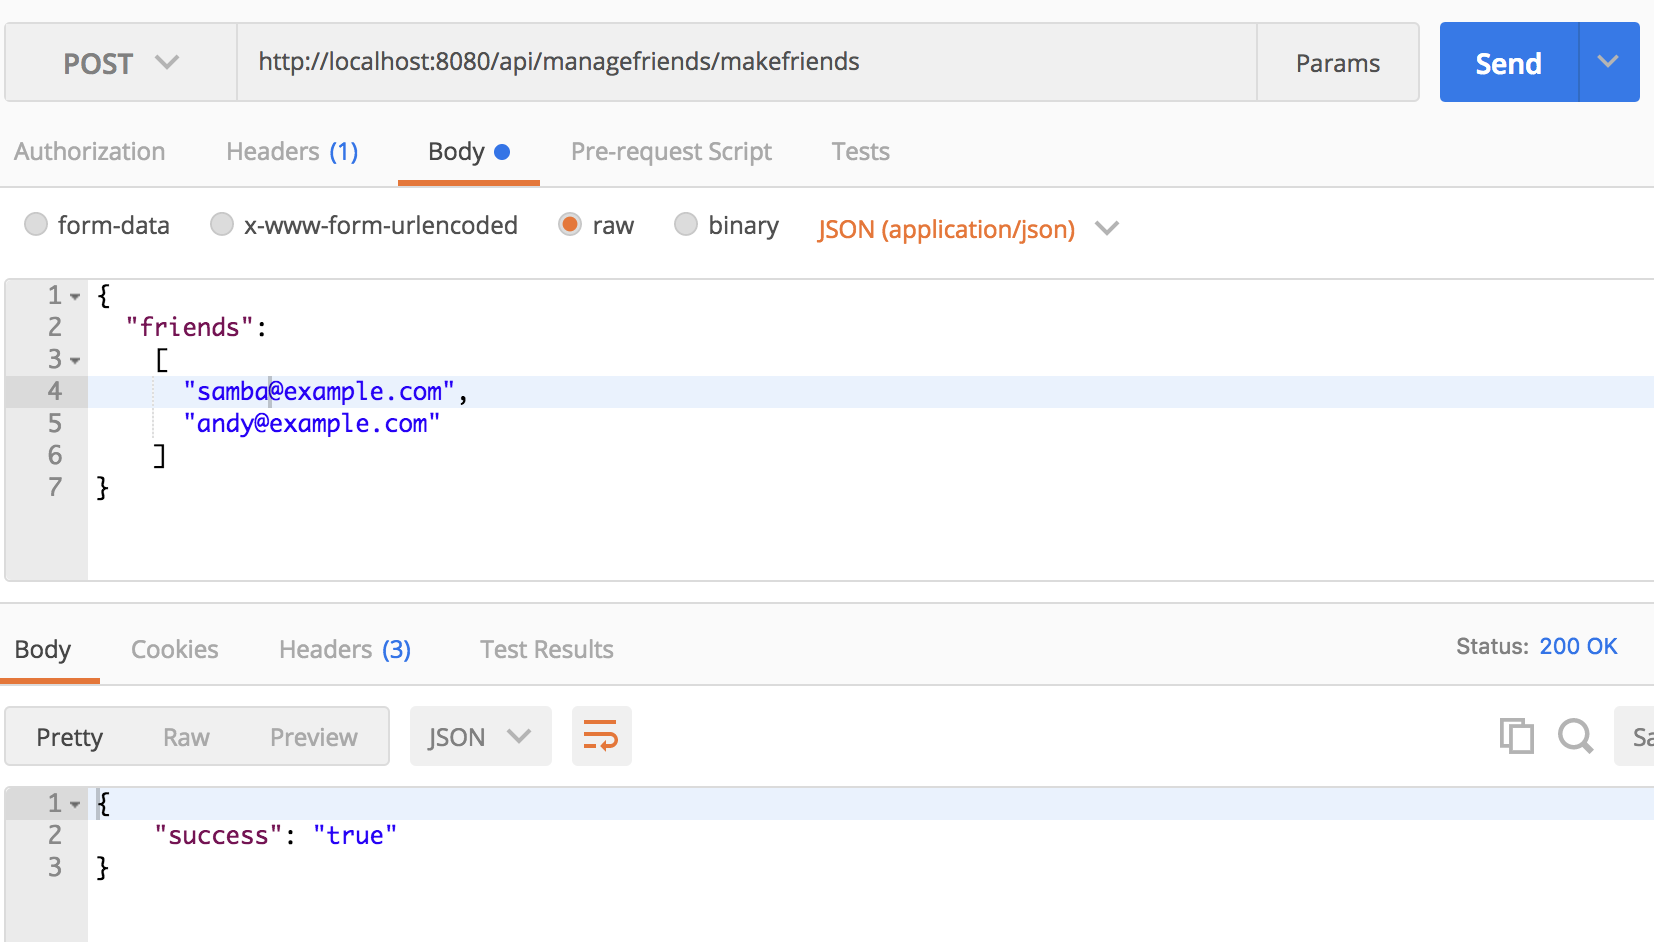 POST http://localhost:8080/api/managefriends/makefriends Params Send
Authorization Headers (1) Body Pre-request Script Tests
form-data x-www-form-urlencoded raw binary JSON (application/json)
1 {
2 "friends":
3 [
4 "samba@example.com",
5 "andy@example.com"
6 ]
7 }
Body Cookies Headers (3) Test Results Status: 200 OK
Pretty Raw Preview JSON
1 {
2 "success": "true"
3 }